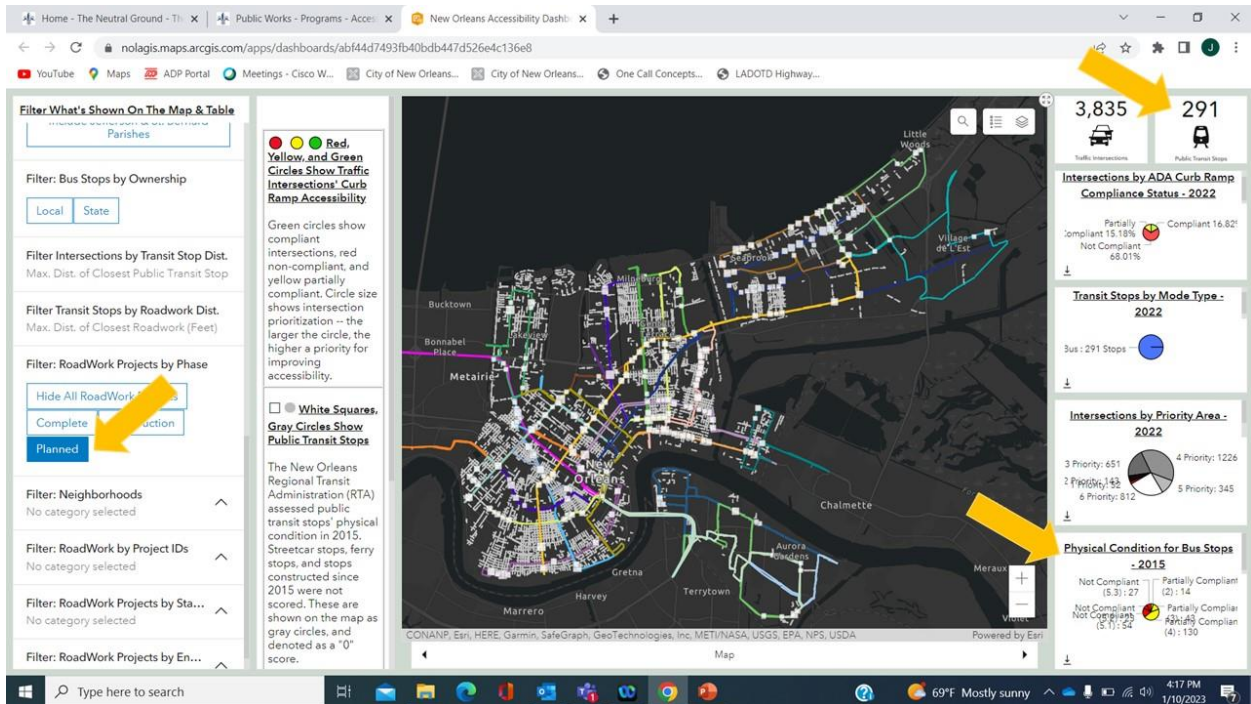 Home - The Neutral Ground - Th
Public Works - Programs - Acces
New Orleans Accessibility Dashb
nolagis.maps.arcgis.com/apps/dashboards/abf44d7493fb40bdb447d526e4c136e8
J
YouTube
Maps
ADP Portal
Meetings - Cisco W...
City of New Orleans...
City of New Orleans...
One Call Concepts...
LADOTD Highway...
Filter What's Shown On The Map & Table
Parishes
Filter: Bus Stops by Ownership
Local
State
Filter Intersections by Transit Stop Dist.
Max. Dist. of Closest Public Transit Stop
Filter Transit Stops by Roadwork Dist.
Max. Dist. of Closest Roadwork (Feet)
Filter: RoadWork Projects by Phase
Hide All RoadWork
Complete
Planned
Filter: Neighborhoods
No category selected
Filter: RoadWork by Project IDs
No category selected
Filter: RoadWork Projects by Sta...
No category selected
Filter: RoadWork Projects by En...
Red,
Yellow, and Green
Circles Show Traffic
Intersections' Curb
Ramp Accessibility
Green circles show
compliant
intersections, red
non-compliant, and
yellow partially
compliant. Circle size
shows intersection
prioritization -- the
larger the circle, the
higher a priority for
improving
accessibility.
White Squares,
Gray Circles Show
Public Transit Stops
The New Orleans
Regional Transit
Administration (RTA)
assessed public
transit stops' physical
condition in 2015.
Streetcar stops, ferry
stops, and stops
constructed since
2015 were not
scored. These are
shown on the map as
gray circles, and
denoted as a "0"
score.
Little
Woods
Village
de L'Est
Seabrook
Milneburg
Bucktown
Lakeview
Bonnabel
Place
Metairie
New
Orleans
Chalmette
Aurora
Gardens
Meraux
Gretna
Terrytown
Harvey
Marrero
Violet
CONANP, Esri, HERE, Garmin, SafeGraph, GeoTechnologies, Inc, METI/NASA, USGS, EPA, NPS, USDA
Powered by Esri
Map
3,835
Traffic Intersections
291
Public Transit Stops
Intersections by ADA Curb Ramp
Compliance Status - 2022
Partially
Compliant 15.18%
Compliant 16.82%
Not Compliant
68.01%
Transit Stops by Mode Type -
2022
Bus : 291 Stops
Intersections by Priority Area -
2022
3 Priority: 651
4 Priority: 1226
5 Priority: 345
6 Priority: 812
Physical Condition for Bus Stops
- 2015
Not Compliant
(5.3) : 27
Partially Compliant
(2) : 14
Not Compliant
(5.1) : 54
(4) : 130
Type here to search
69°F Mostly sunny
4:17 PM
1/10/2023